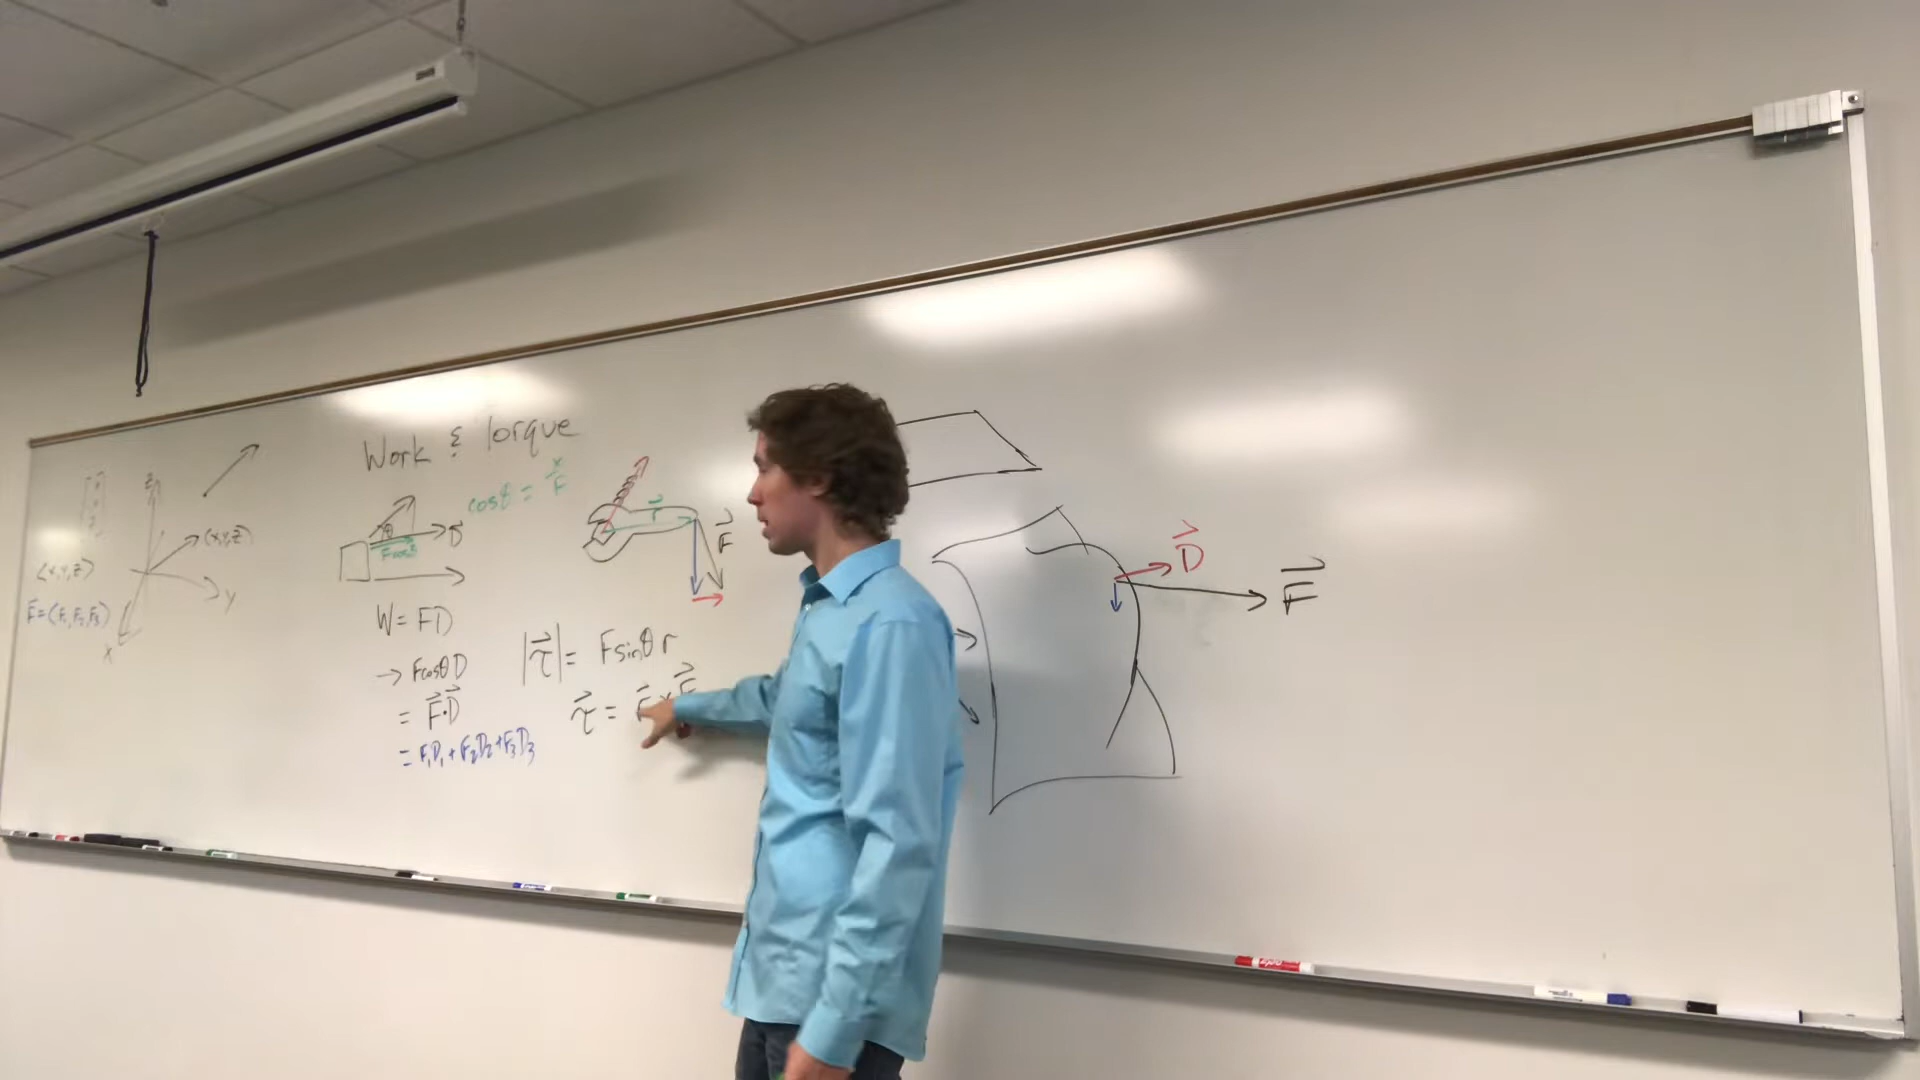 Work & Torque
cosθ = x/F
z
(x,y,z)
⟨x,y,z⟩
y
F⃗ = ⟨F₁,F₂,F₃⟩
x
θ
D
Fcosθ
W = FD
→ FcosθD
= F⃗·D⃗
= F₁D₁ + F₂D₂ + F₃D₃
r⃗
F⃗
|τ⃗| = Fsinθ r
τ⃗ =
D⃗
F⃗